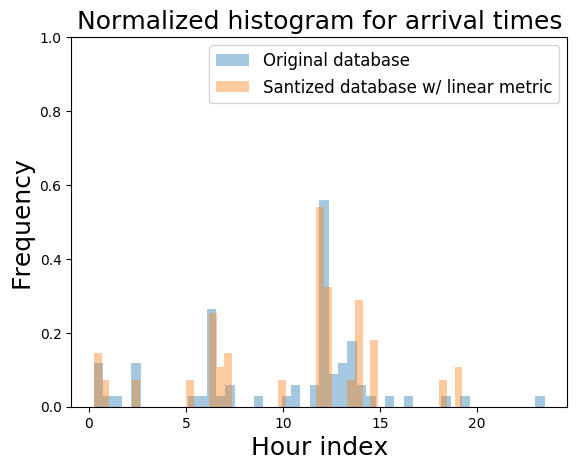 Normalized histogram for arrival times
1.0
Original database
Santized database w/ linear metric
0.8
0.6
0.4
0.2
0.0
Frequency
0 5 10 15 20
Hour index